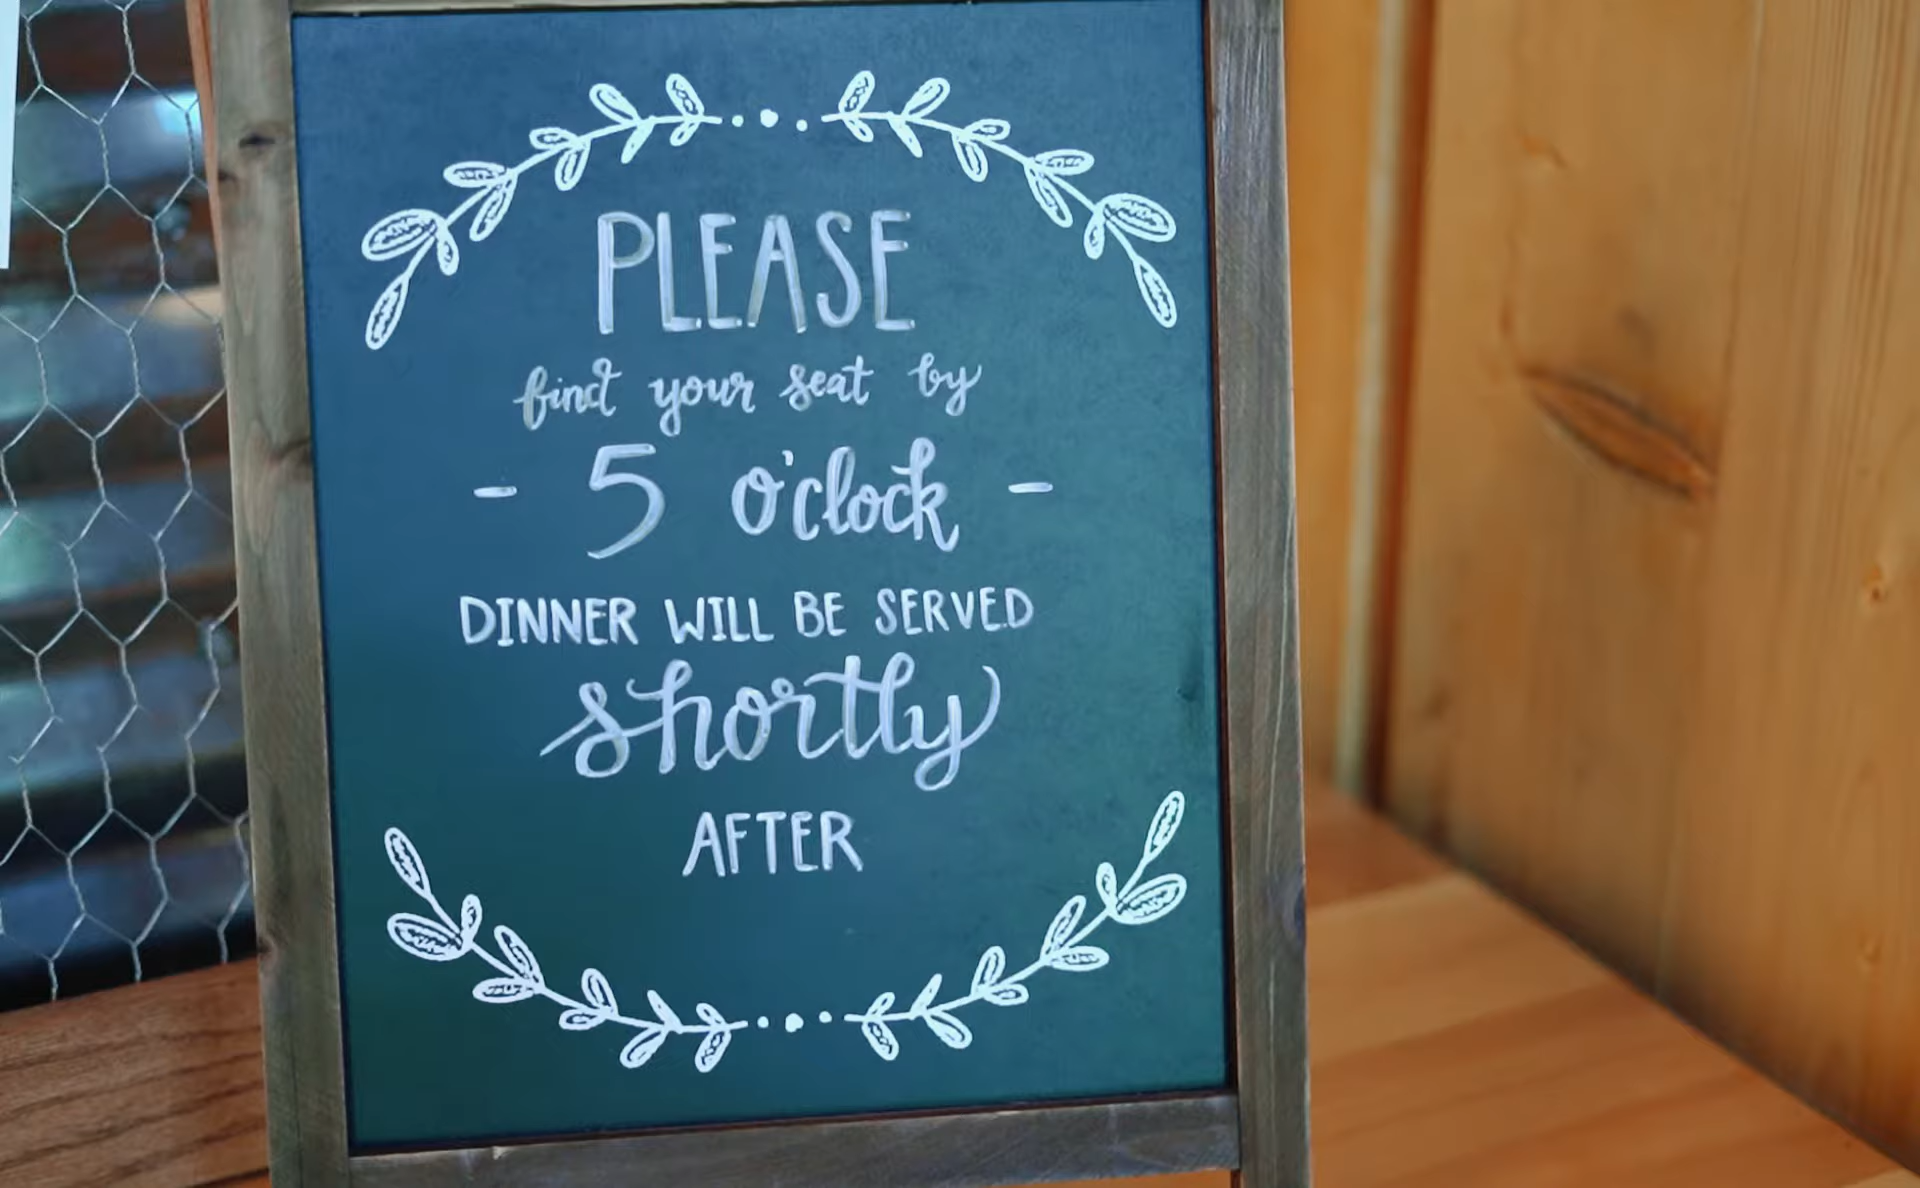 PLEASE
find your seat by
- 5 o'clock -
DINNER WILL BE SERVED
shortly
AFTER